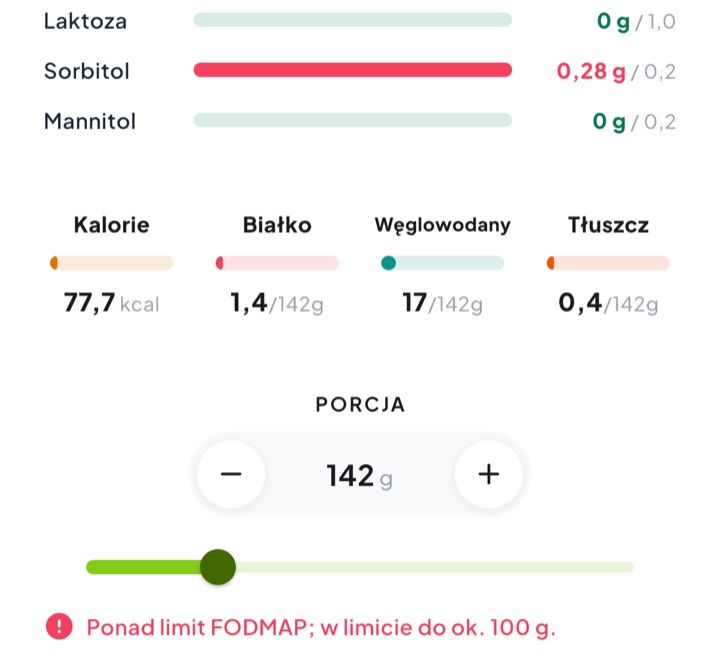 Laktoza 0 g / 1,0
Sorbitol 0,28 g / 0,2
Mannitol 0 g / 0,2
Kalorie Białko Węglowodany Tłuszcz
77,7 kcal 1,4/142g 17/142g 0,4/142g
PORCJA
− 142 g +
Ponad limit FODMAP; w limicie do ok. 100 g.